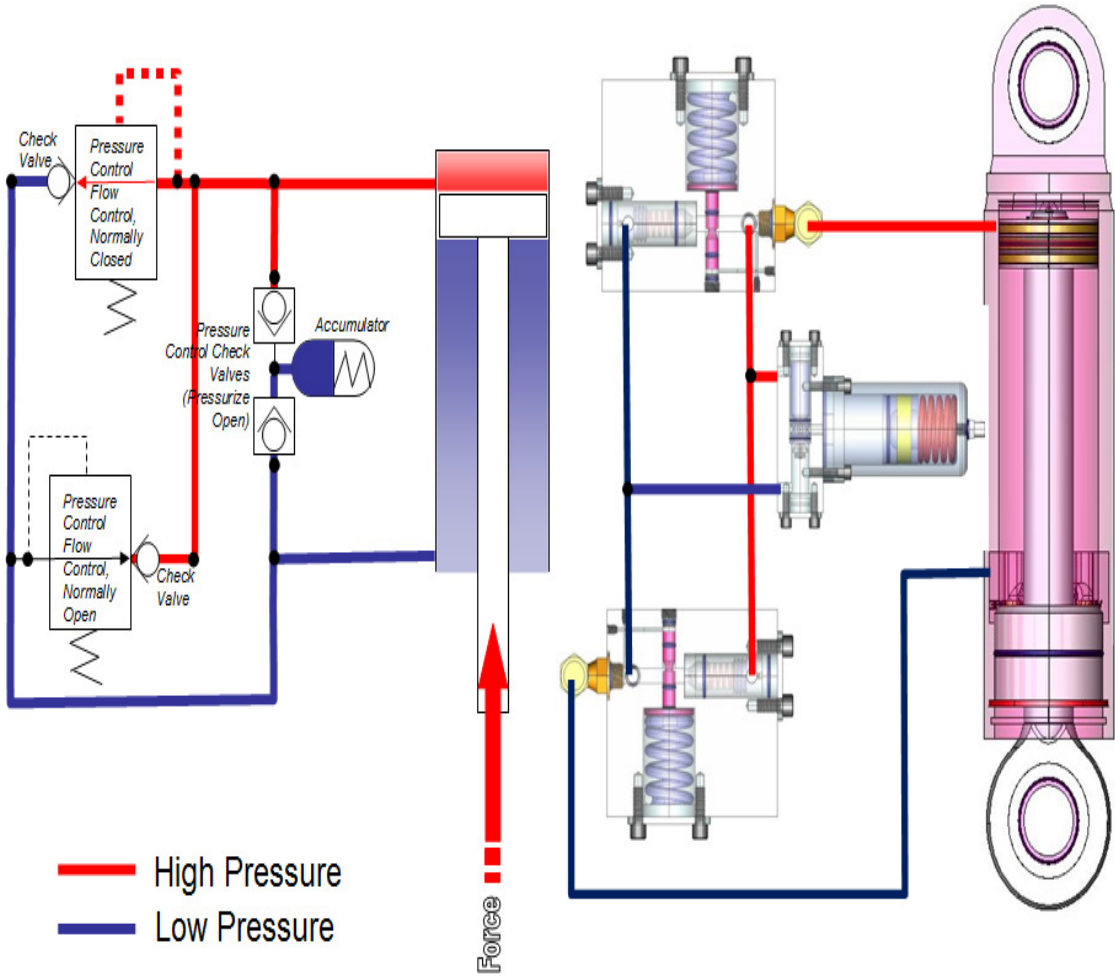 Check
Valve
Pressure
Control
Flow
Control,
Normally
Closed
Pressure
Control Check
Valves
(Pressurize
Open)
Accumulator
Pressure
Control
Flow
Control,
Normally
Open
Check
Valve
High Pressure
Low Pressure
Force